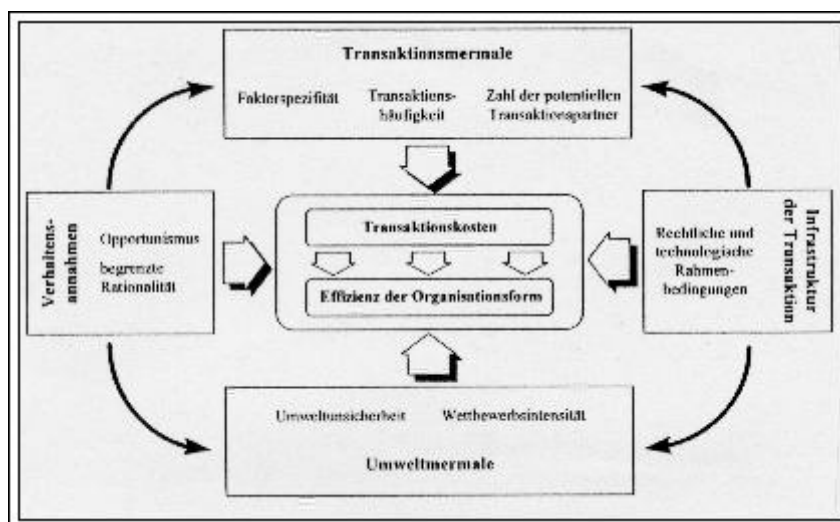 Transaktionsmermale
Faktorspezifität
Transaktions-
häufigkeit
Zahl der potentiellen
Transaktionspartner
Verhaltens-
annahmen
Opportunismus
begrenzte
Rationalität
Transaktionskosten
Effizienz der Organisationsform
Rechtliche und
technologische
Rahmen-
bedingungen
Infrastruktur
der Transaktion
Umweltunsicherheit
Wettbewerbsintensität
Umweltmermale